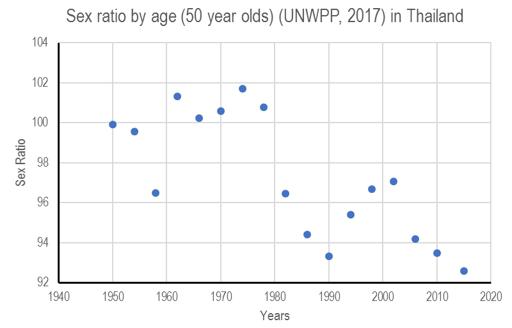 Sex ratio by age (50 year olds) (UNWPP, 2017) in Thailand
104
102
100
98
96
94
92
Sex Ratio
1940 1950 1960 1970 1980 1990 2000 2010 2020
Years